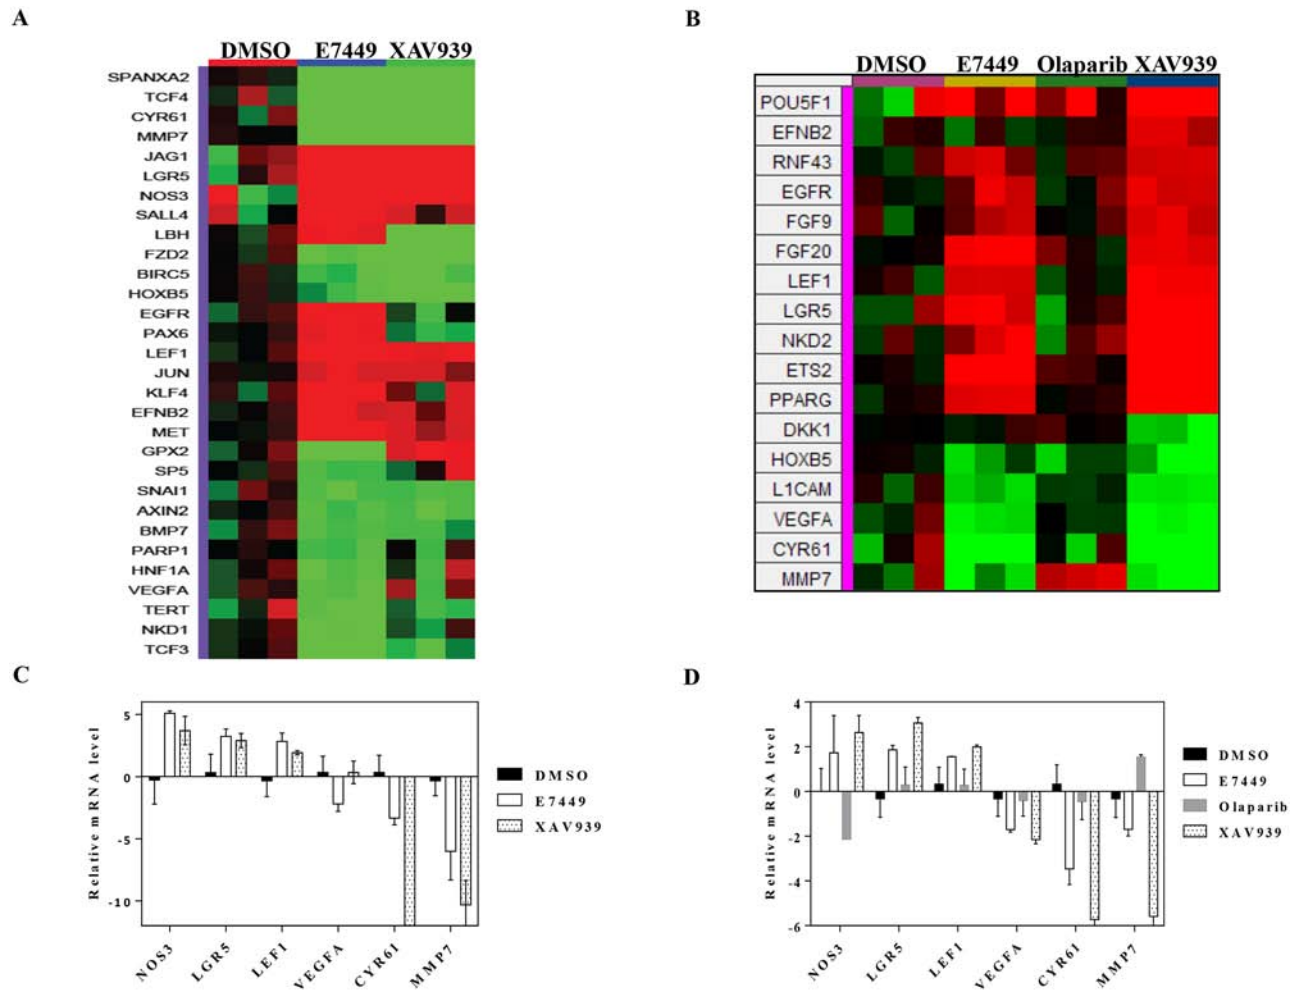 A
DMSO E7449 XAV939
SPANXA2
TCF4
CYR61
MMP7
JAG1
LGR5
NOS3
SALL4
LBH
FZD2
BIRC5
HOXB5
EGFR
PAX6
LEF1
JUN
KLF4
EFNB2
MET
GPX2
SP5
SNAI1
AXIN2
BMP7
PARP1
HNF1A
VEGFA
TERT
NKD1
TCF3
B
DMSO E7449 Olaparib XAV939
POU5F1
EFNB2
RNF43
EGFR
FGF9
FGF20
LEF1
LGR5
NKD2
ETS2
PPARG
DKK1
HOXB5
L1CAM
VEGFA
CYR61
MMP7
C
Relative mRNA level
5
0
-5
-10
NOS3
LGR5
LEF1
VEGFA
CYR61
MMP7
DMSO
E7449
XAV939
D
Relative mRNA level
4
2
0
-2
-4
-6
NOS3
LGR5
LEF1
VEGFA
CYR61
MMP7
DMSO
E7449
Olaparib
XAV939